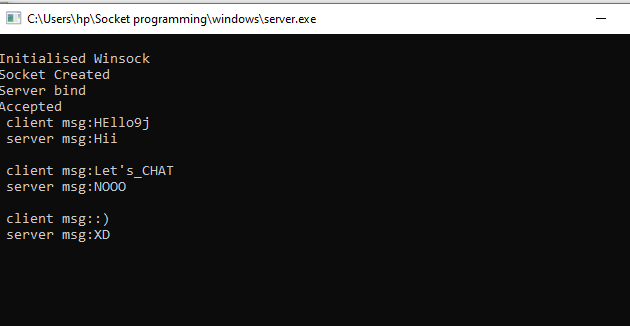 C:\Users\hp\Socket programming\windows\server.exe
Initialised Winsock
Socket Created
Server bind
Accepted
client msg:HEllo9j
server msg:Hii
client msg:Let's_CHAT
server msg:NOOO
client msg::)
server msg:XD